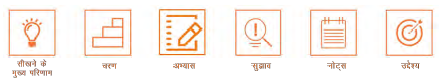 सीखने के
मुख्य परिणाम
चरण
अभ्यास
सुझाव
नोट्स
उद्देश्य